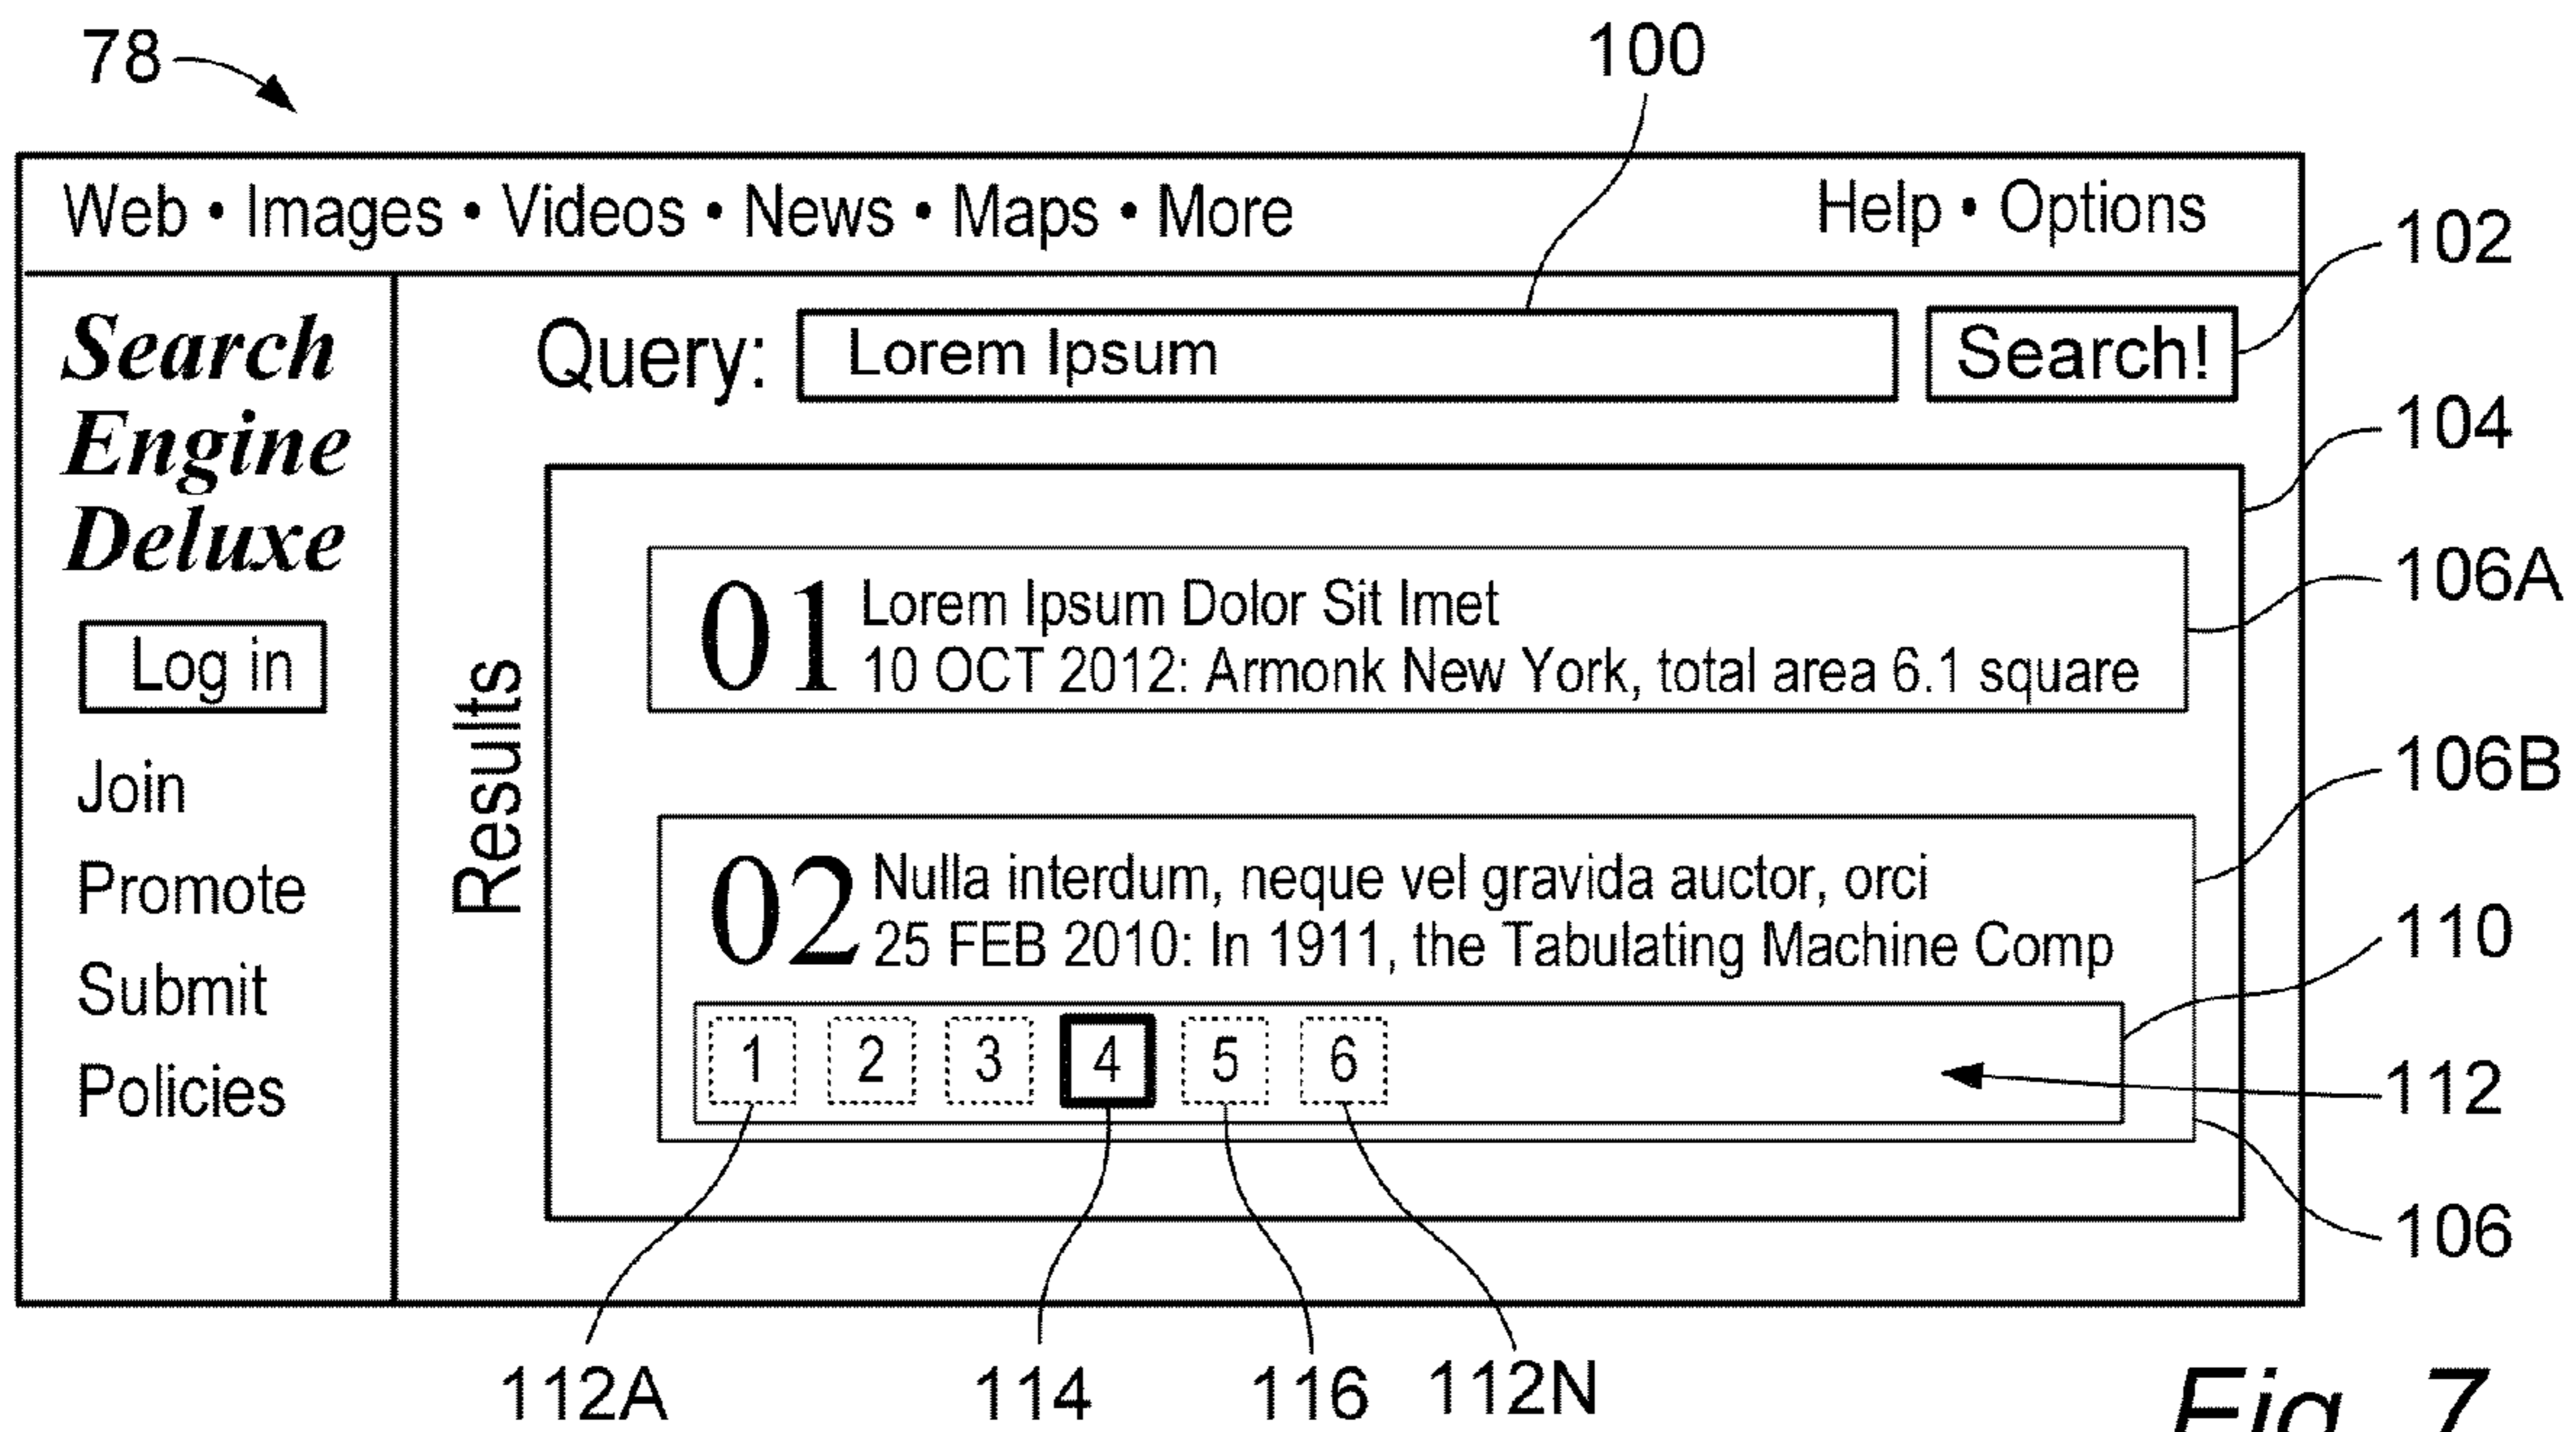 78
100
Web • Images • Videos • News • Maps • More
Help • Options
102
Search
Engine
Deluxe
Query:
Lorem Ipsum
Search!
104
Log in
Join
Promote
Submit
Policies
Results
01
Lorem Ipsum Dolor Sit Imet
10 OCT 2012: Armonk New York, total area 6.1 square
106A
106B
02
Nulla interdum, neque vel gravida auctor, orci
25 FEB 2010: In 1911, the Tabulating Machine Comp
110
1 2 3 4 5 6
112
106
112A
114
116
112N
Fig. 7